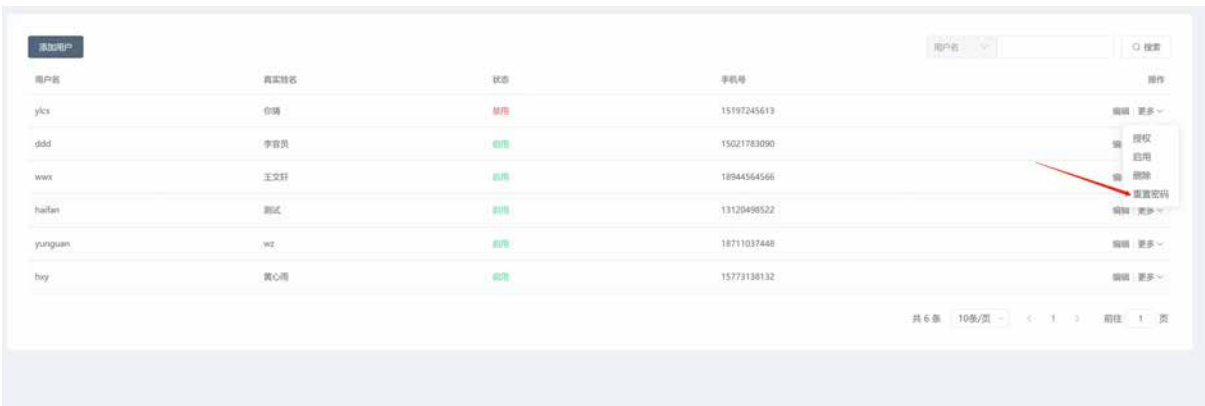 添加用户 用户名 搜索
用户名 真实姓名 状态 手机号 操作
ylcs 你猜 禁用 15197245613 编辑 更多
授权
ddd 李官员 启用 15021783090 编
启用
wwx 王文轩 启用 18944564566 编 删除
重置密码
haifan 测试 启用 13120498522 编辑 更多
yunguan wz 启用 18711037448 编辑 更多
hxy 黄心雨 启用 15773138132 编辑 更多
共 6 条 10条/页 1 前往 1 页